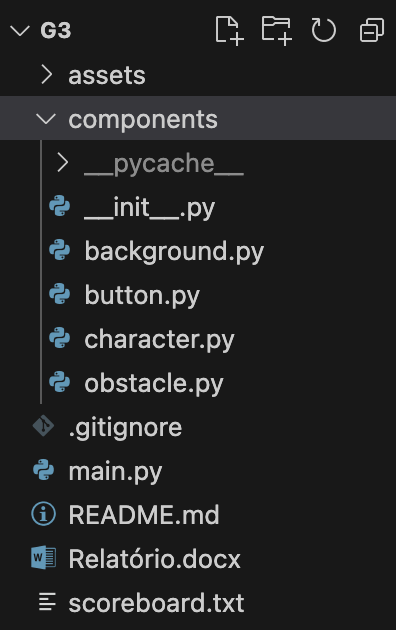 G3
assets
components
__pycache__
__init__.py
background.py
button.py
character.py
obstacle.py
.gitignore
main.py
README.md
Relatório.docx
scoreboard.txt